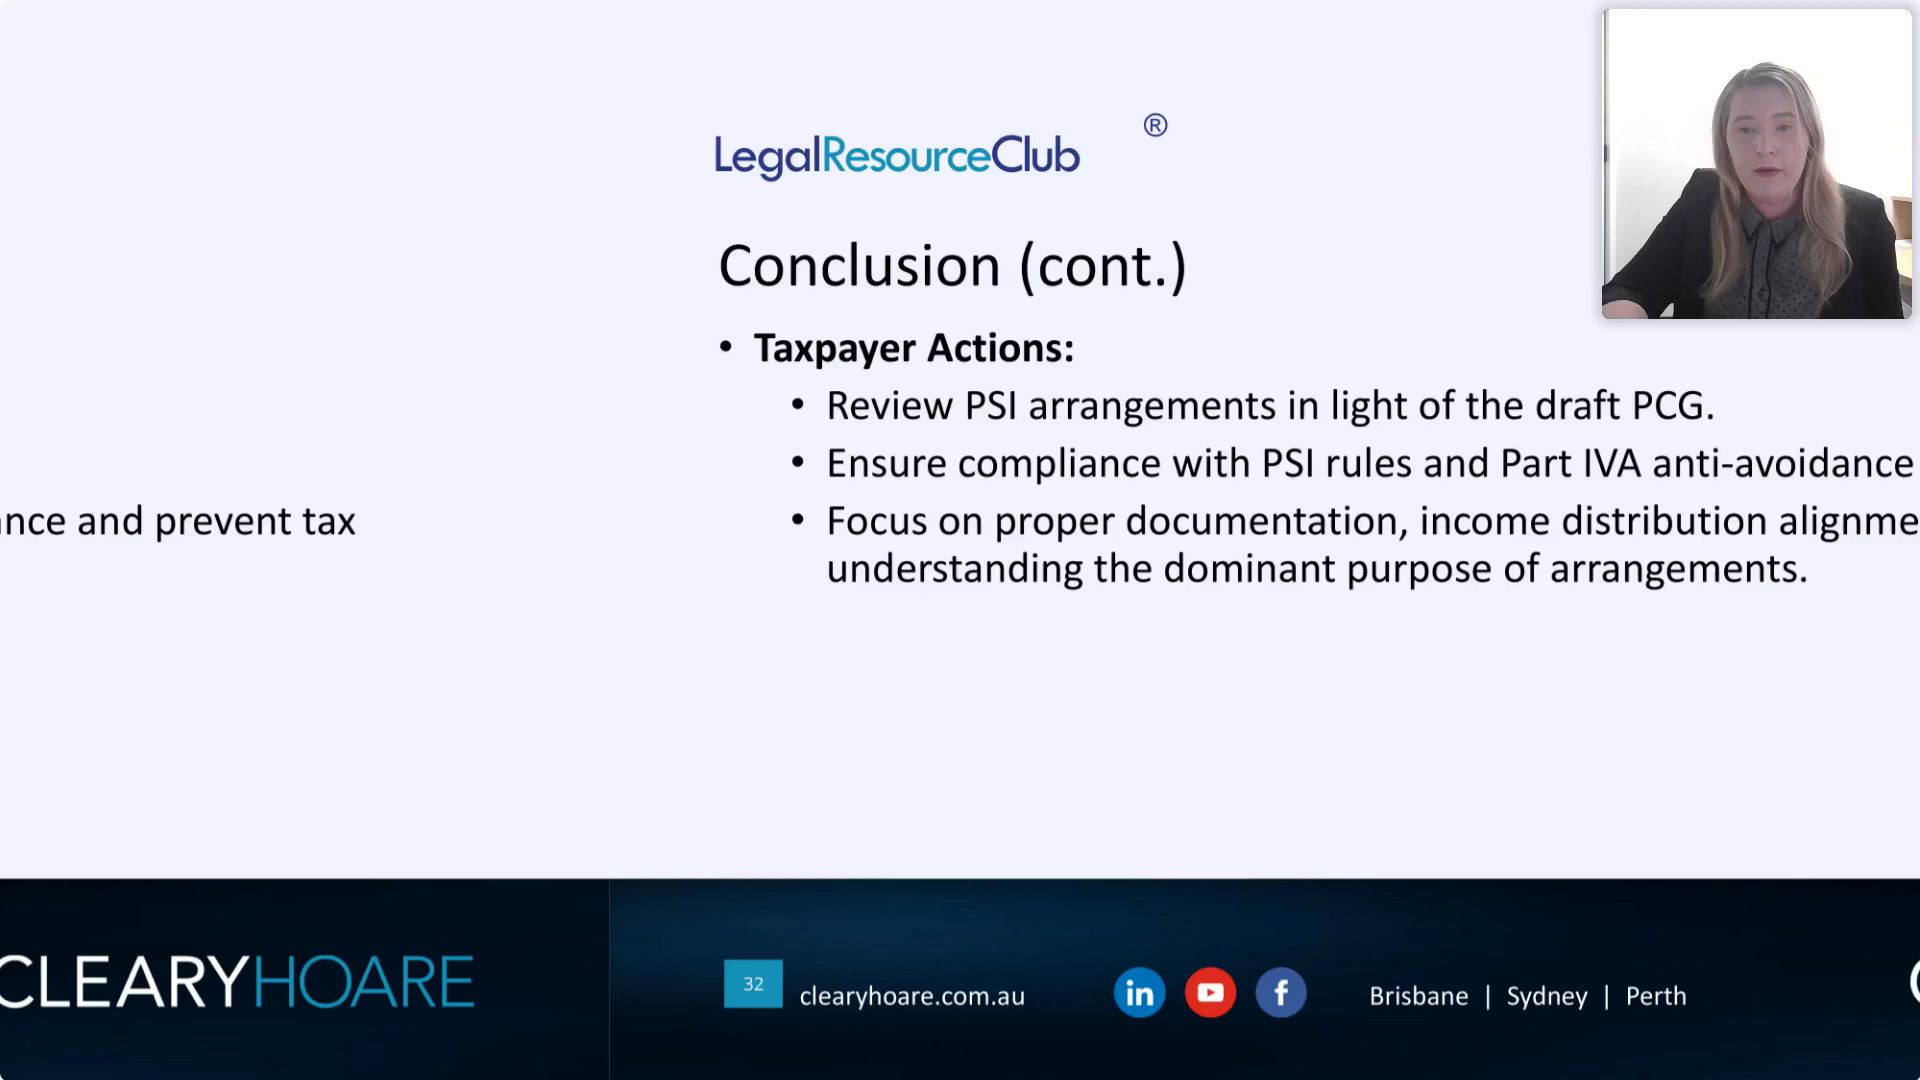 LegalResourceClub ®
Conclusion (cont.)
• Taxpayer Actions:
• Review PSI arrangements in light of the draft PCG.
• Ensure compliance with PSI rules and Part IVA anti-avoidance
ance and prevent tax
• Focus on proper documentation, income distribution alignme
understanding the dominant purpose of arrangements.
CLEARYHOARE
32
clearyhoare.com.au
in
f
Brisbane | Sydney | Perth